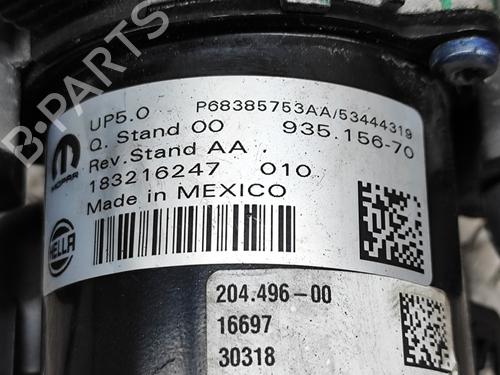 UP5.0 P68385753AA/53444319
Q. Stand 00 935.156-70
Rev.Stand AA .
183216247 010
Made in MEXICO
MOPAR
HELLA
204.496-00
16697
30318
B-PARTS